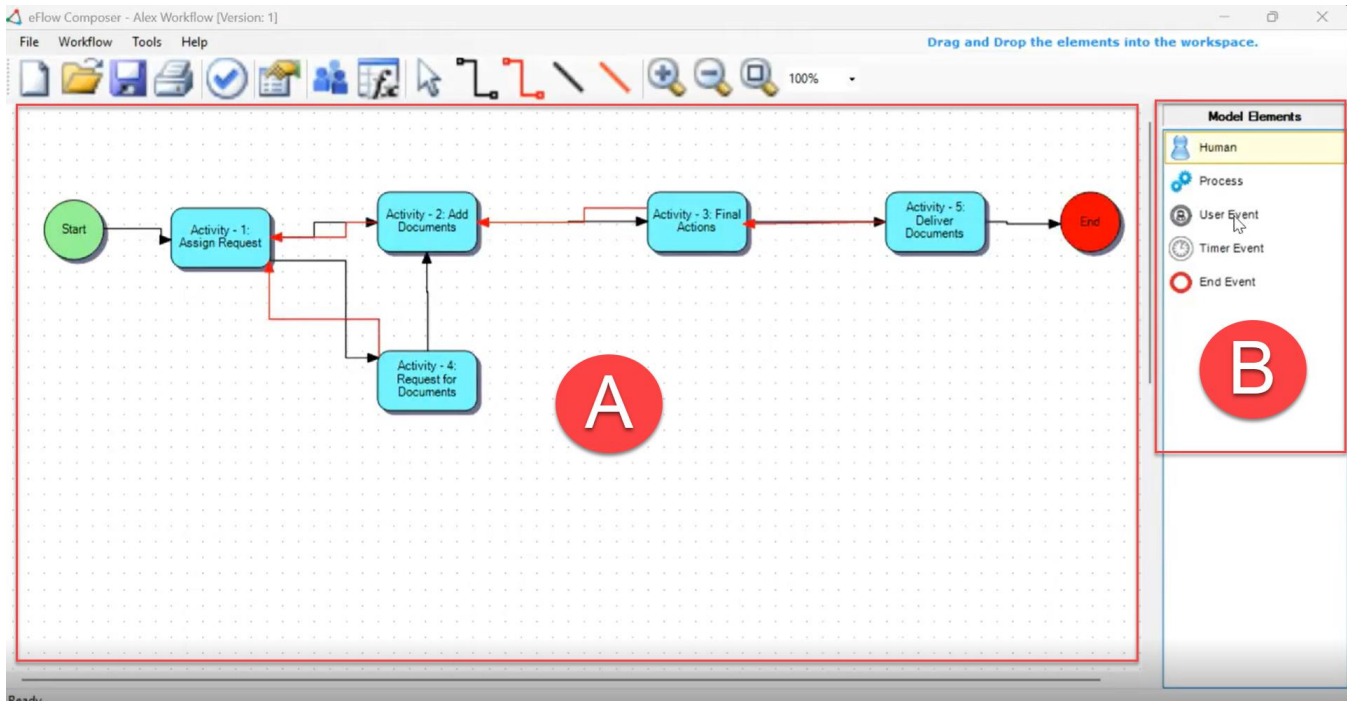 eFlow Composer - Alex Workflow [Version: 1]
File Workflow Tools Help
Drag and Drop the elements into the workspace.
100%
Model Elements
Human
Process
User Event
Timer Event
End Event
Start
Activity - 1:
Assign Request
Activity - 2: Add
Documents
Activity - 3: Final
Actions
Activity - 5:
Deliver
Documents
End
Activity - 4:
Request for
Documents
A
B
Ready